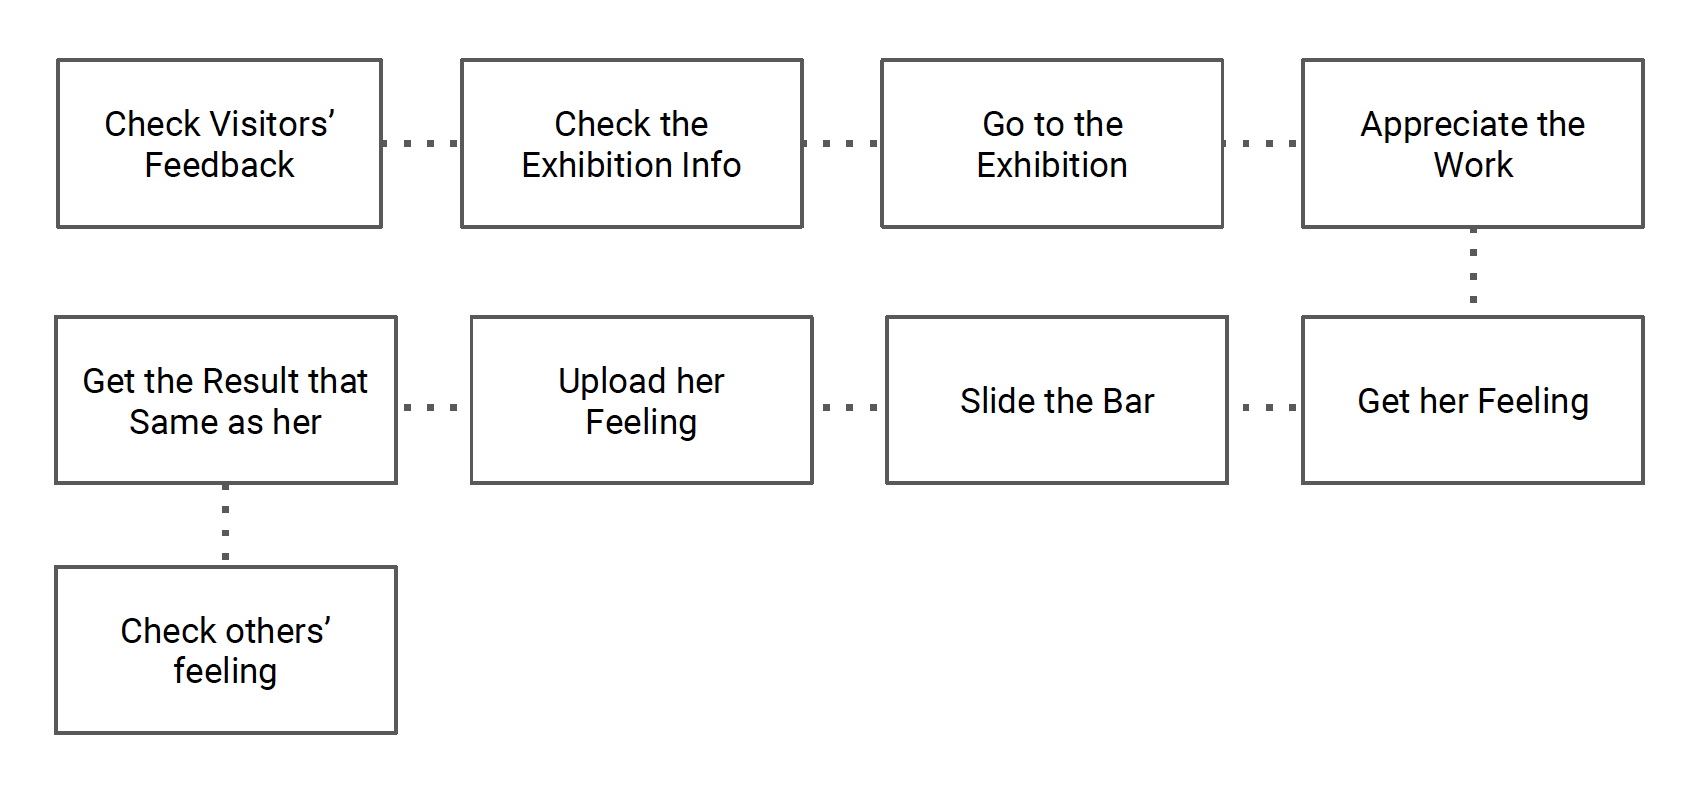 Check Visitors’
Feedback
Check the
Exhibition Info
Go to the
Exhibition
Appreciate the
Work
Get the Result that
Same as her
Upload her
Feeling
Slide the Bar
Get her Feeling
Check others’
feeling